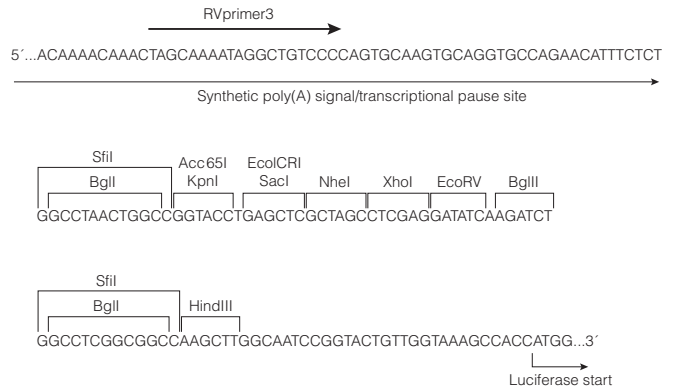 RVprimer3
5´...ACAAAACAAACTAGCAAAATAGGCTGTCCCCAGTGCAAGTGCAGGTGCCAGAACATTTCTCT
Synthetic poly(A) signal/transcriptional pause site
SfiI
Acc65I EcoICRI
BglI KpnI SacI NheI XhoI EcoRV BglII
GGCCTAACTGGCCGGTACCTGAGCTCGCTAGCCTCGAGGATATCAAGATCT
SfiI
BglI HindIII
GGCCTCGGCGGCCAAGCTTGGCAATCCGGTACTGTTGGTAAAGCCACCATGG...3´
Luciferase start